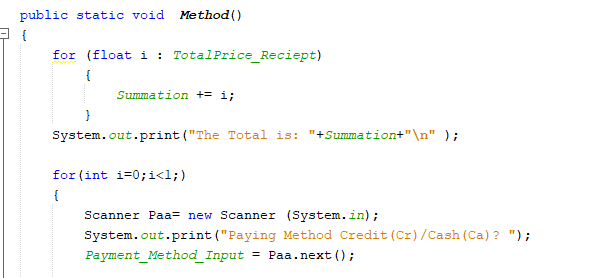 public static void  Method()
{
for (float i : TotalPrice_Reciept)
{
Summation += i;
}
System.out.print("The Total is: "+Summation+"\n" );
for(int i=0;i<1;)
{
Scanner Paa= new Scanner (System.in);
System.out.print("Paying Method Credit(Cr)/Cash(Ca)? ");
Payment_Method_Input = Paa.next();